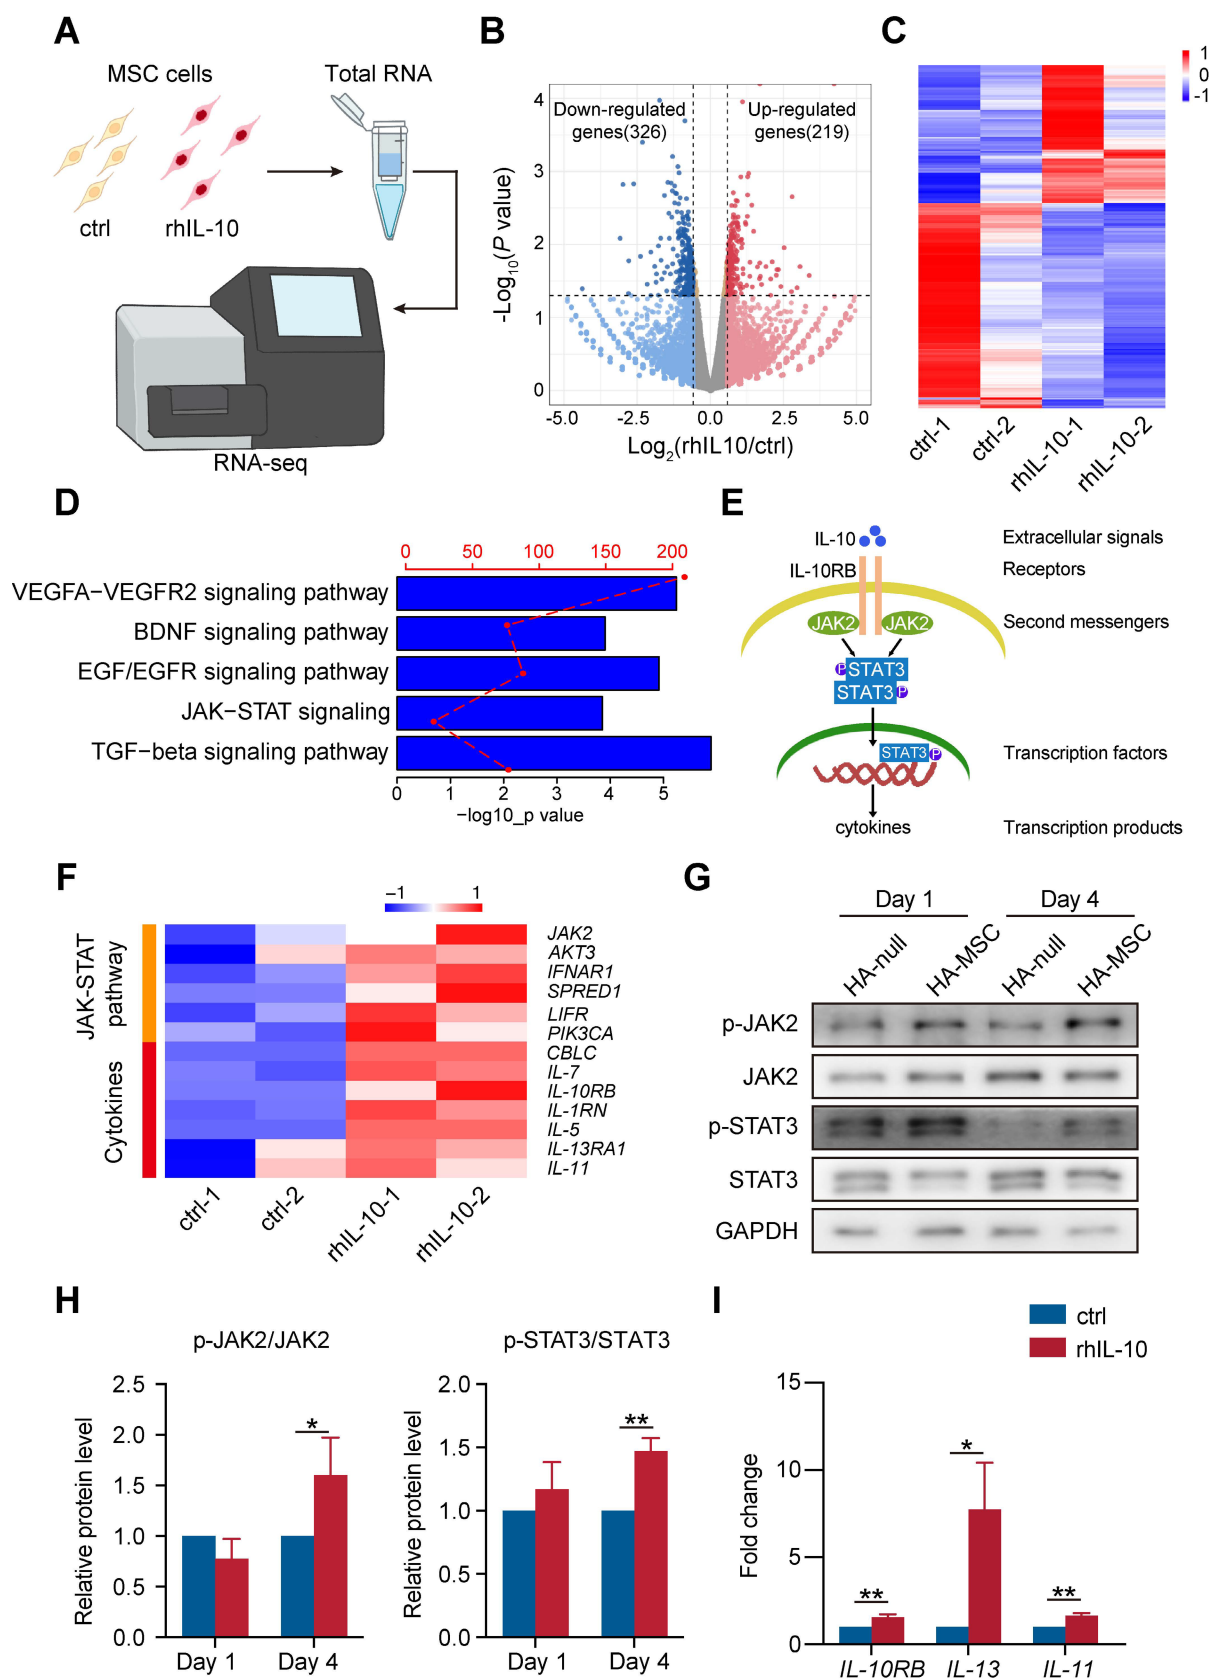 A
MSC cells
Total RNA
ctrl
rhIL-10
RNA-seq
B
Down-regulated
genes(326)
Up-regulated
genes(219)
-Log10(P value)
4
3
2
1
0
-5.0
-2.5
0.0
2.5
5.0
Log2(rhIL10/ctrl)
C
1
0
-1
ctrl-1
ctrl-2
rhIL-10-1
rhIL-10-2
D
0 50 100 150 200
VEGFA−VEGFR2 signaling pathway
BDNF signaling pathway
EGF/EGFR signaling pathway
JAK−STAT signaling
TGF−beta signaling pathway
0 1 2 3 4 5
−log10_p value
E
IL-10
Extracellular signals
IL-10RB
Receptors
JAK2
JAK2
Second messengers
P STAT3
STAT3 P
STAT3 P
Transcription factors
cytokines
Transcription products
F
−1 1
JAK-STAT
pathway
Cytokines
JAK2
AKT3
IFNAR1
SPRED1
LIFR
PIK3CA
CBLC
IL-7
IL-10RB
IL-1RN
IL-5
IL-13RA1
IL-11
ctrl-1
ctrl-2
rhIL-10-1
rhIL-10-2
G
Day 1
Day 4
HA-null
HA-MSC
HA-null
HA-MSC
p-JAK2
JAK2
p-STAT3
STAT3
GAPDH
H
p-JAK2/JAK2
Relative protein level
2.5
2.0
1.5
1.0
0.5
0.0
*
Day 1
Day 4
p-STAT3/STAT3
Relative protein level
2.0
1.5
1.0
0.5
0.0
**
Day 1
Day 4
I
ctrl
rhIL-10
Fold change
15
10
5
0
**
*
**
IL-10RB
IL-13
IL-11